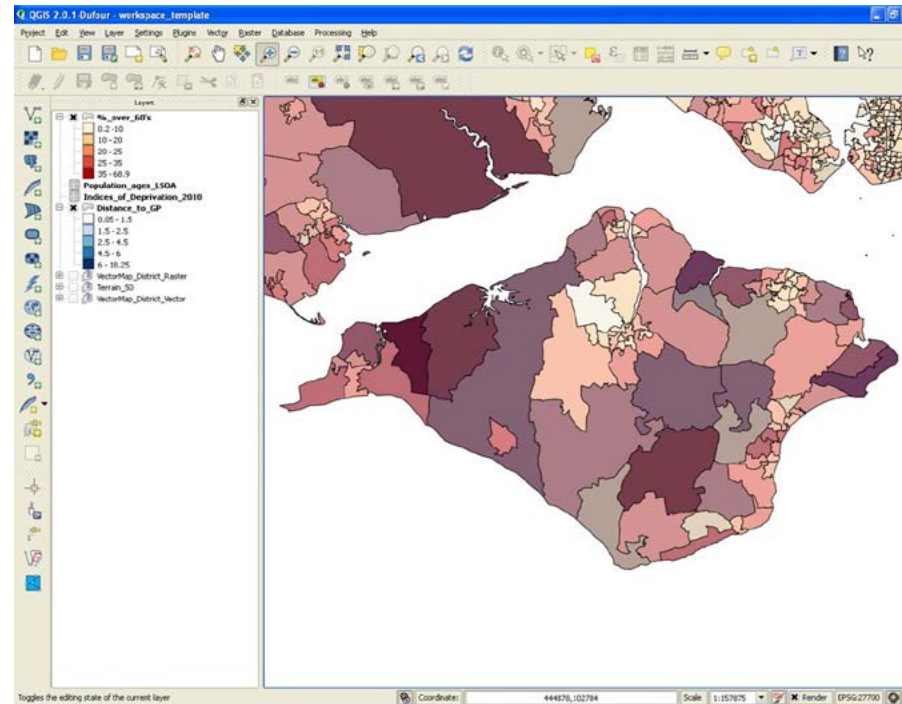 QGIS 2.0.1-Dufour - workspace_template
Project Edit View Layer Settings Plugins Vector Raster Database Processing Help
Layers
%_over_60's
0.2 -10
10 - 20
20 - 25
25 - 35
35 -68.9
Population_ages_LSOA
Indices_of_Deprivation_2010
Distance_to_GP
0.05 - 1.5
1.5 - 2.5
2.5 - 4.5
4.5 - 6
6 - 18.25
VectorMap_District_Raster
Terrain_50
VectorMap_District_Vector
Toggles the editing state of the current layer
Coordinate:
444878,102784
Scale
1:157875
Render
EPSG:27700